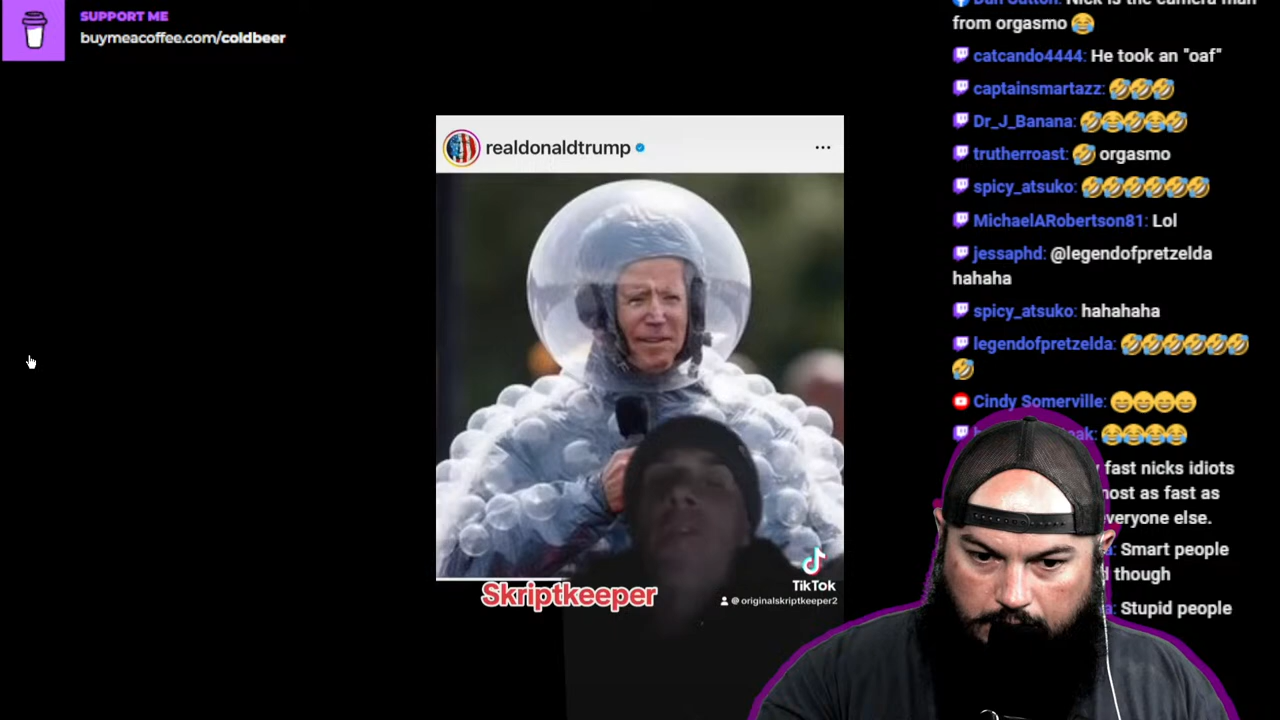 SUPPORT ME
buymeacoffee.com/coldbeer
realdonaldtrump
Skriptkeeper
TikTok
@originalskriptkeeper2
from orgasmo 😂
catcando4444: He took an "oaf"
captainsmartazz: 🤣🤣🤣
Dr_J_Banana: 🤣😂🤣😂🤣
trutherroast: 🤣 orgasmo
spicy_atsuko: 🤣🤣🤣🤣🤣🤣
MichaelARobertson81: Lol
jessaphd: @legendofpretzelda
hahaha
spicy_atsuko: hahahaha
legendofpretzelda: 🤣🤣🤣🤣🤣🤣
🤣
Cindy Somerville: 😄😄😄😄
😂😂😂😂
fast nicks idiots
as fast as
everyone else.
Smart people
though
Stupid people